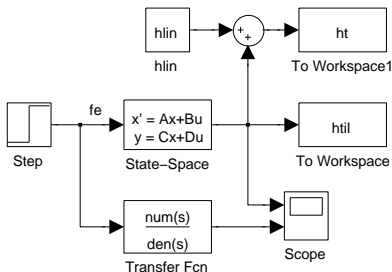 hlin
hlin
+
+
ht
To Workspace1
fe
Step
x' = Ax+Bu
y = Cx+Du
State−Space
htil
To Workspace
num(s)
den(s)
Transfer Fcn
Scope